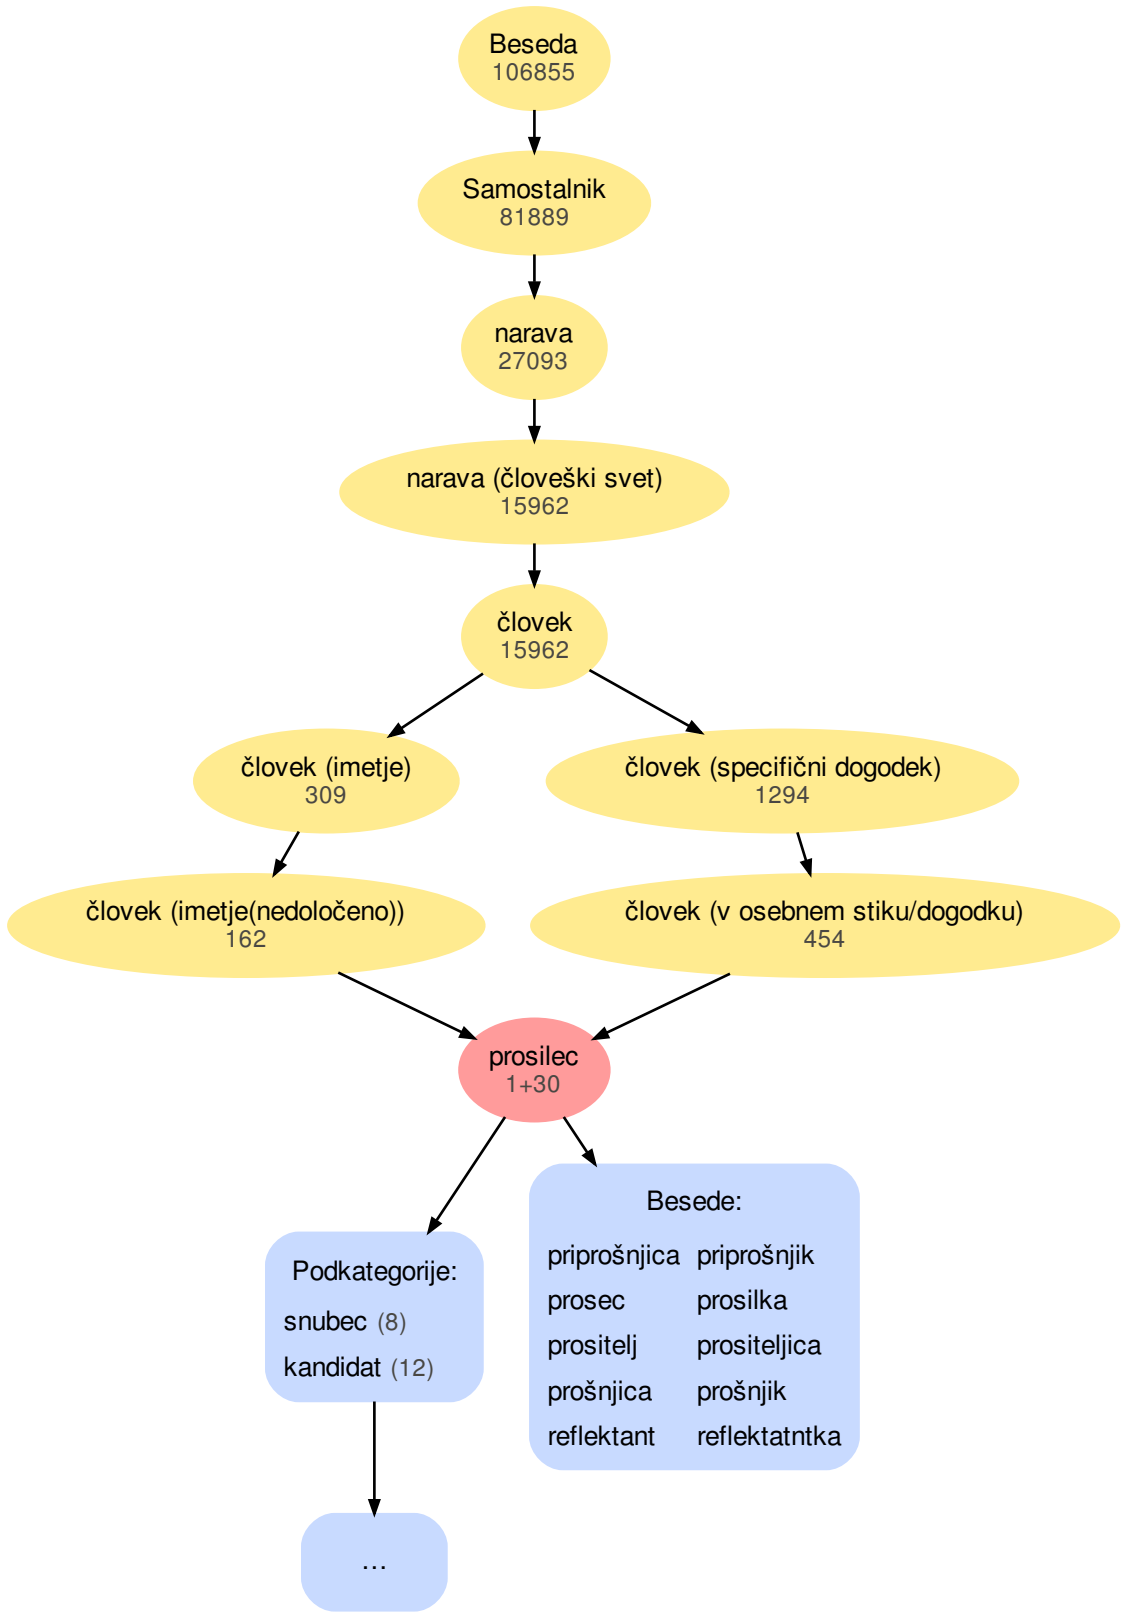 Beseda
106855
Samostalnik
81889
narava
27093
narava (človeški svet)
15962
človek
15962
človek (imetje)
309
človek (specifični dogodek)
1294
človek (imetje(nedoločeno))
162
človek (v osebnem stiku/dogodku)
454
prosilec
1+30
Podkategorije:
snubec (8)
kandidat (12)
Besede:
priprošnjica priprošnjik
prosec prosilka
prositelj prositeljica
prošnjica prošnjik
reflektant reflektatntka
...